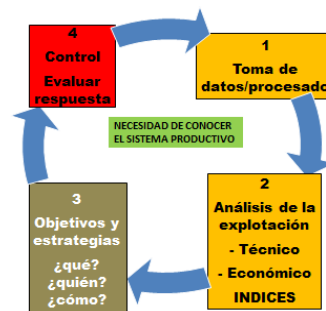 4
Control
Evaluar
respuesta
1
Toma de
datos/procesado
NECESIDAD DE CONOCER
EL SISTEMA PRODUCTIVO
2
Análisis de la
explotación
- Técnico
- Económico
INDICES
3
Objetivos y
estrategias
¿qué?
¿quién?
¿cómo?